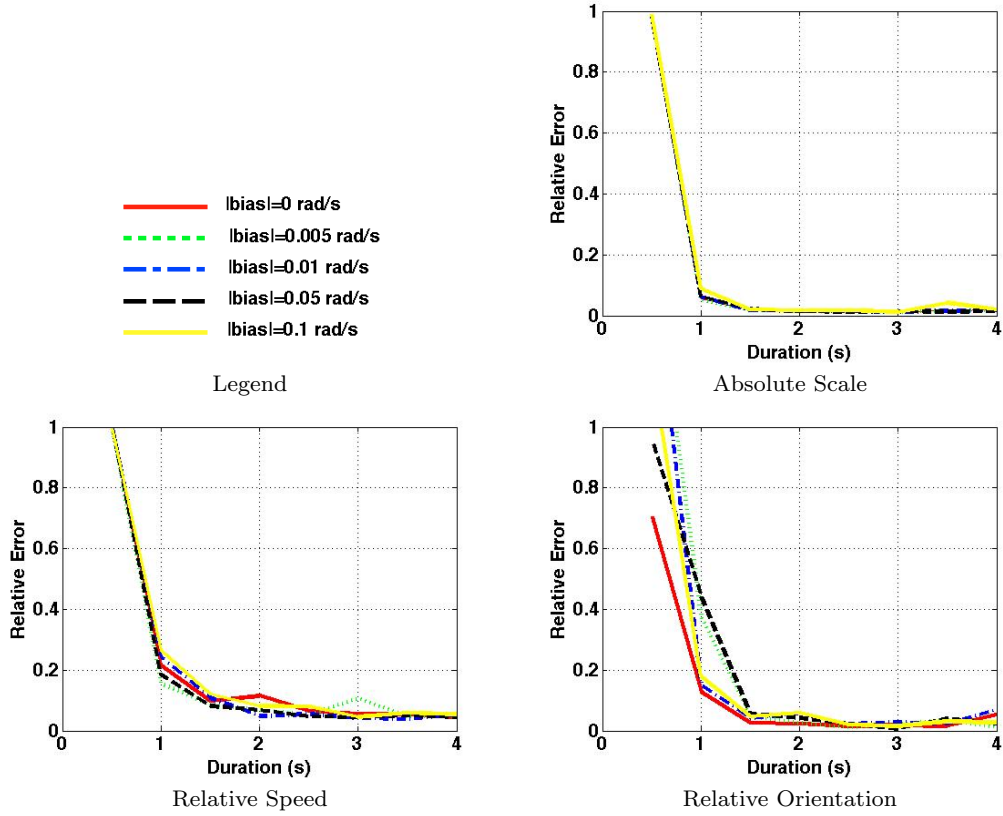 |bias|=0 rad/s
|bias|=0.005 rad/s
|bias|=0.01 rad/s
|bias|=0.05 rad/s
|bias|=0.1 rad/s
Legend
1
0.8
0.6
0.4
0.2
0
0 1 2 3 4
Relative Error
Duration (s)
Absolute Scale
1
0.8
0.6
0.4
0.2
0
0 1 2 3 4
Relative Error
Duration (s)
Relative Speed
1
0.8
0.6
0.4
0.2
0
0 1 2 3 4
Relative Error
Duration (s)
Relative Orientation